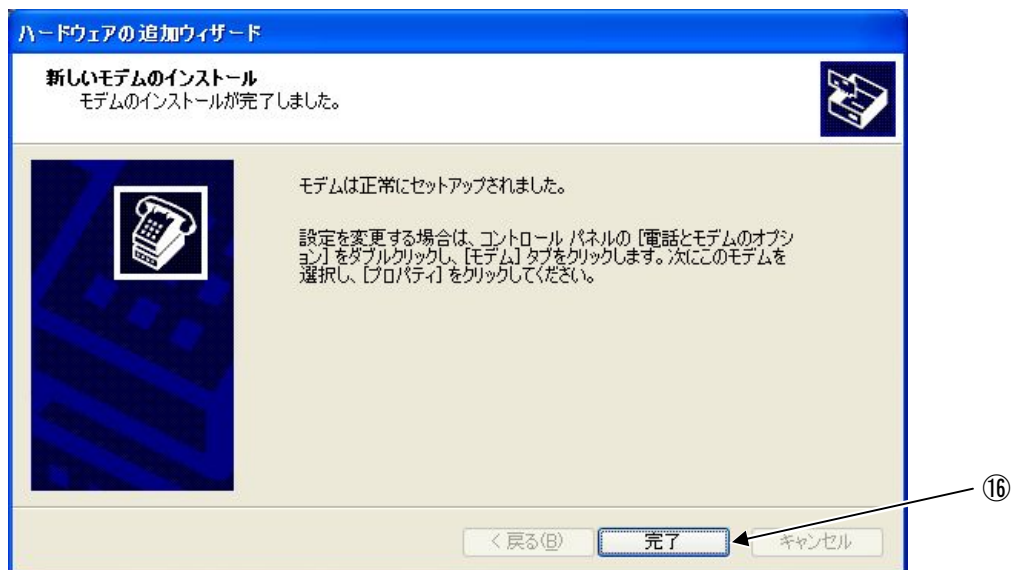 ハードウェアの追加ウィザード
新しいモデムのインストール
モデムのインストールが完了しました。
モデムは正常にセットアップされました。
設定を変更する場合は、コントロール パネルの [電話とモデムのオプシ
ョン] をダブルクリックし、[モデム] タブをクリックします。次にこのモデムを
選択し、[プロパティ] をクリックしてください。
⑯
< 戻る(B) 完了 キャンセル